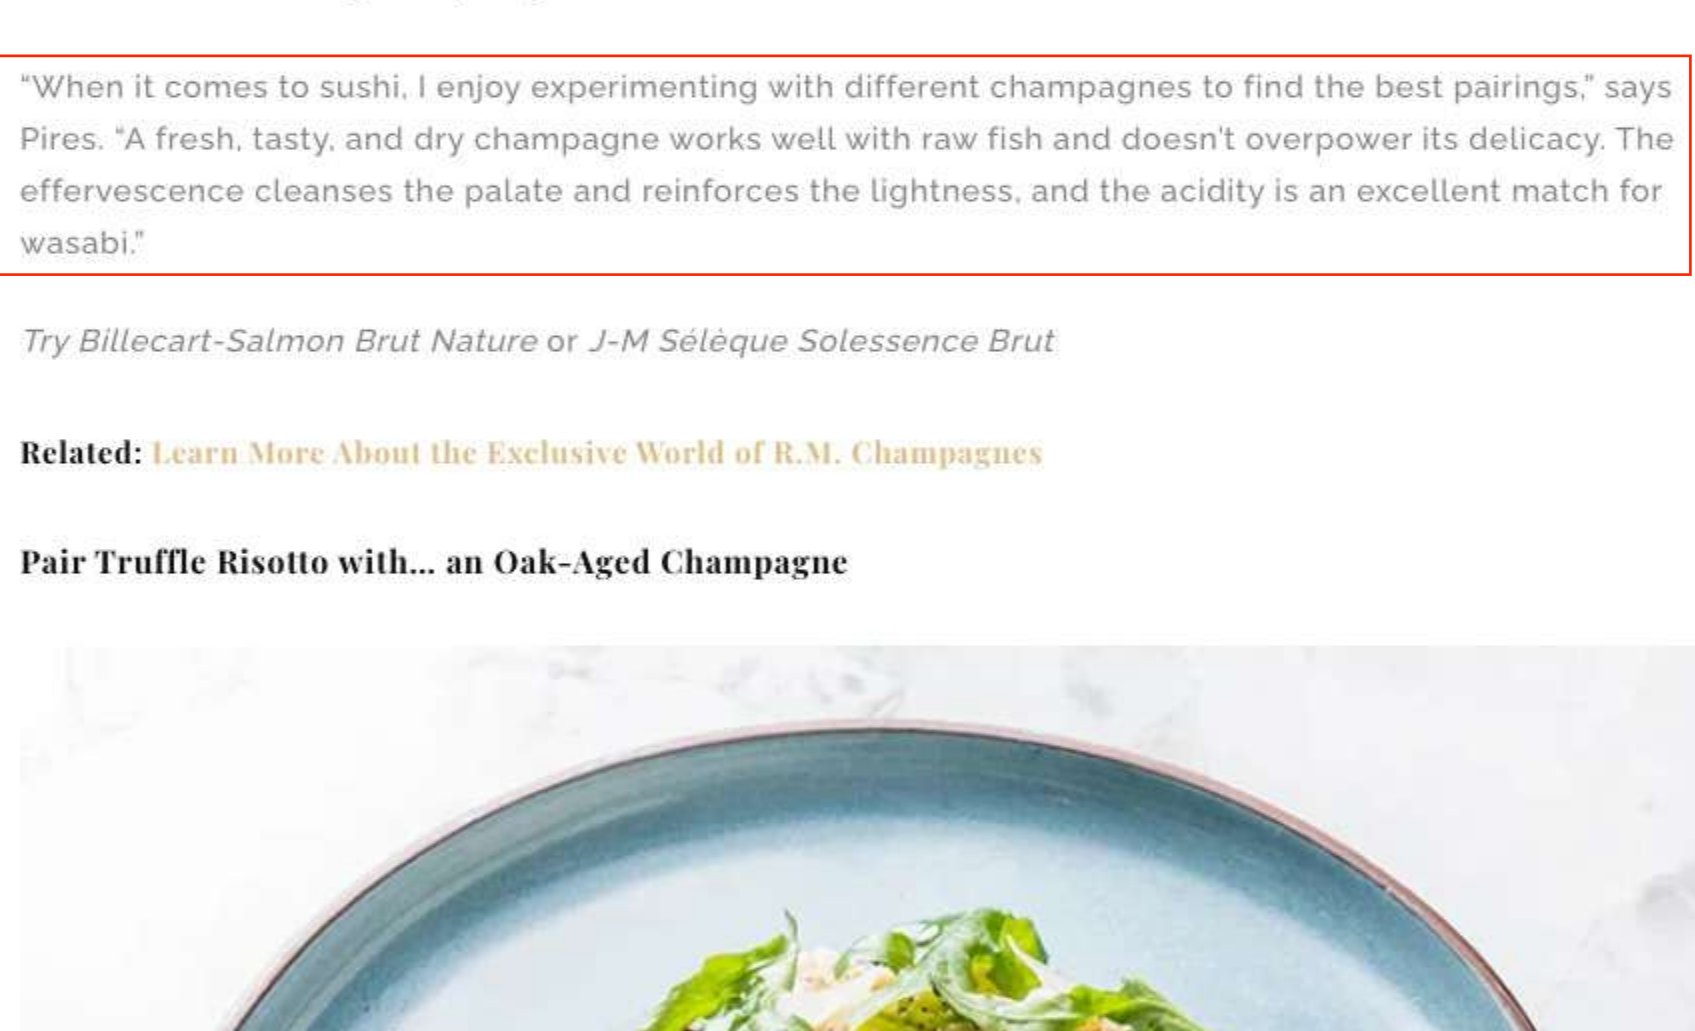 “When it comes to sushi, I enjoy experimenting with different champagnes to find the best pairings,” says
Pires. “A fresh, tasty, and dry champagne works well with raw fish and doesn’t overpower its delicacy. The
effervescence cleanses the palate and reinforces the lightness, and the acidity is an excellent match for
wasabi.”
Try Billecart-Salmon Brut Nature or J-M Sélèque Solessence Brut
Related: Learn More About the Exclusive World of R.M. Champagnes
Pair Truffle Risotto with... an Oak-Aged Champagne